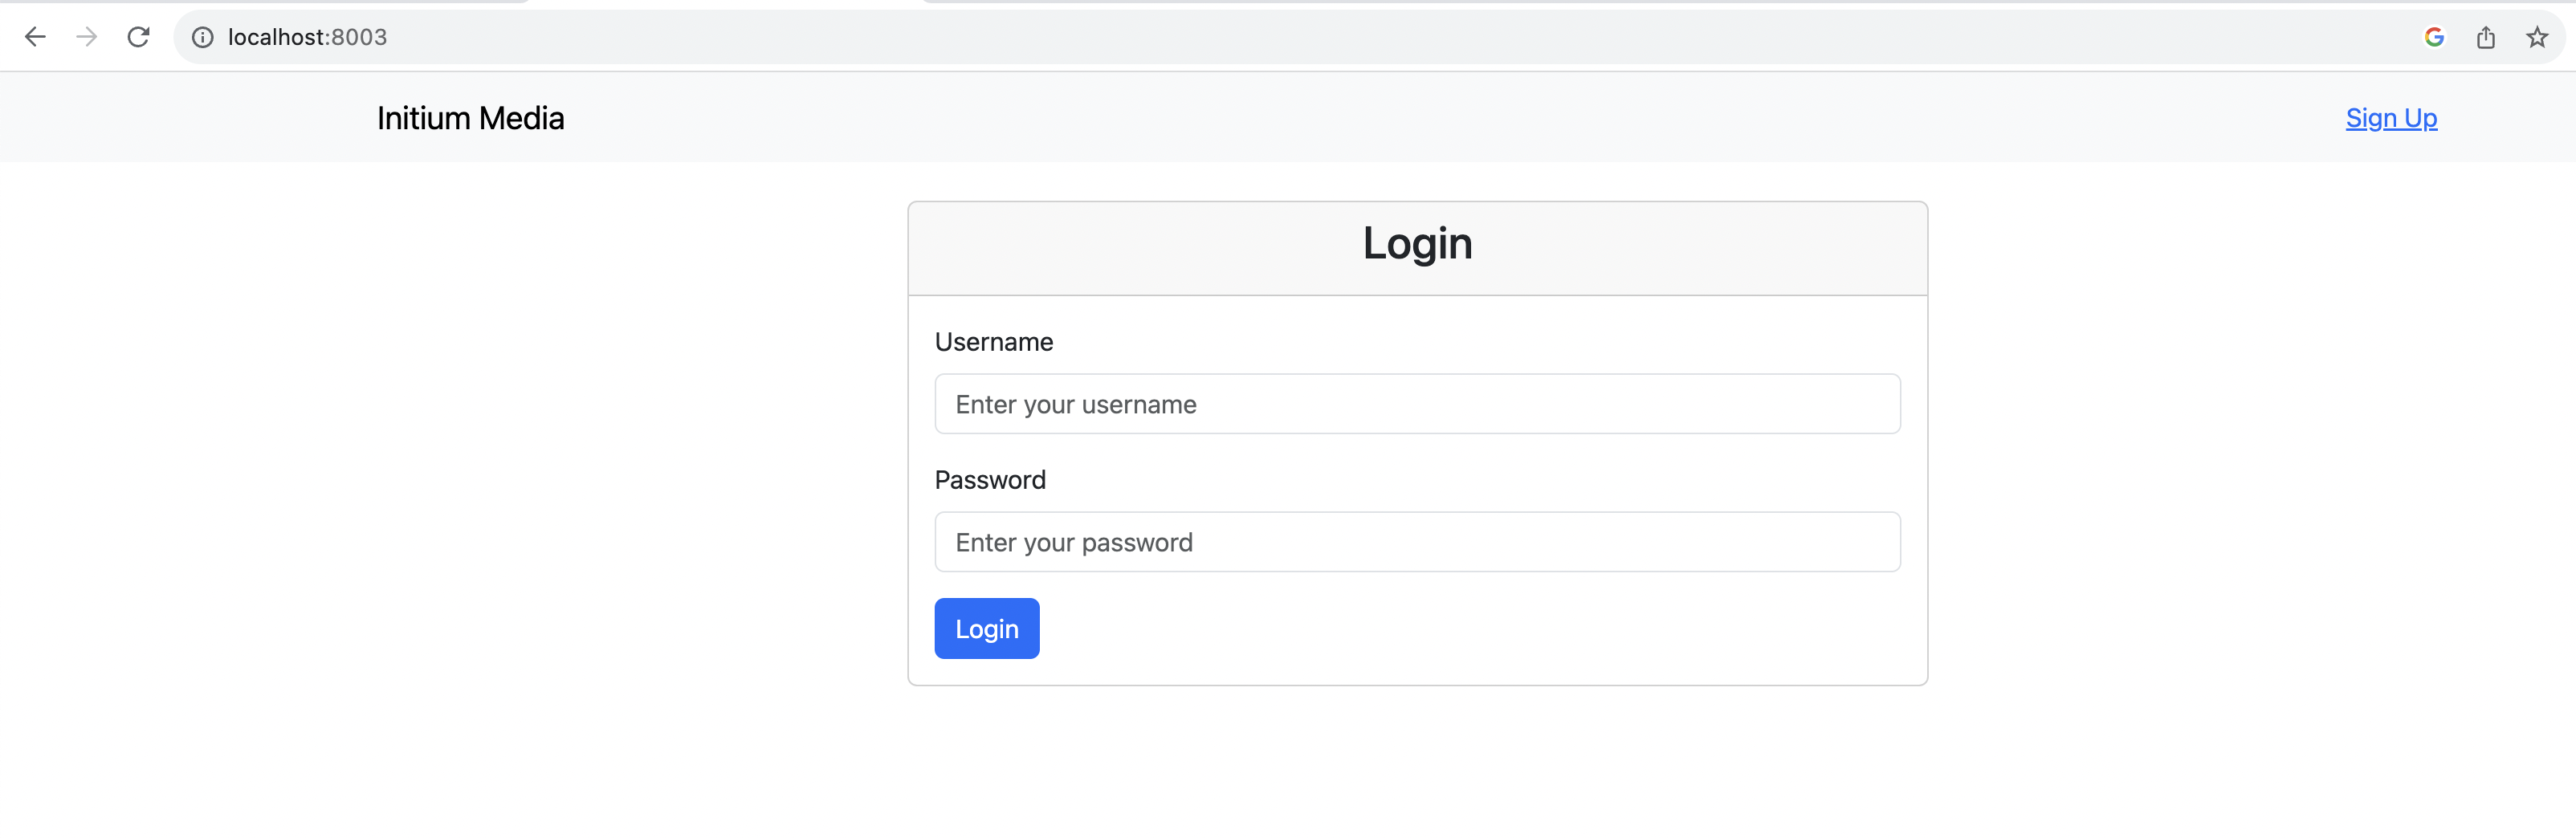 localhost:8003
Initium Media
Sign Up
Login
Username
Enter your username
Password
Enter your password
Login